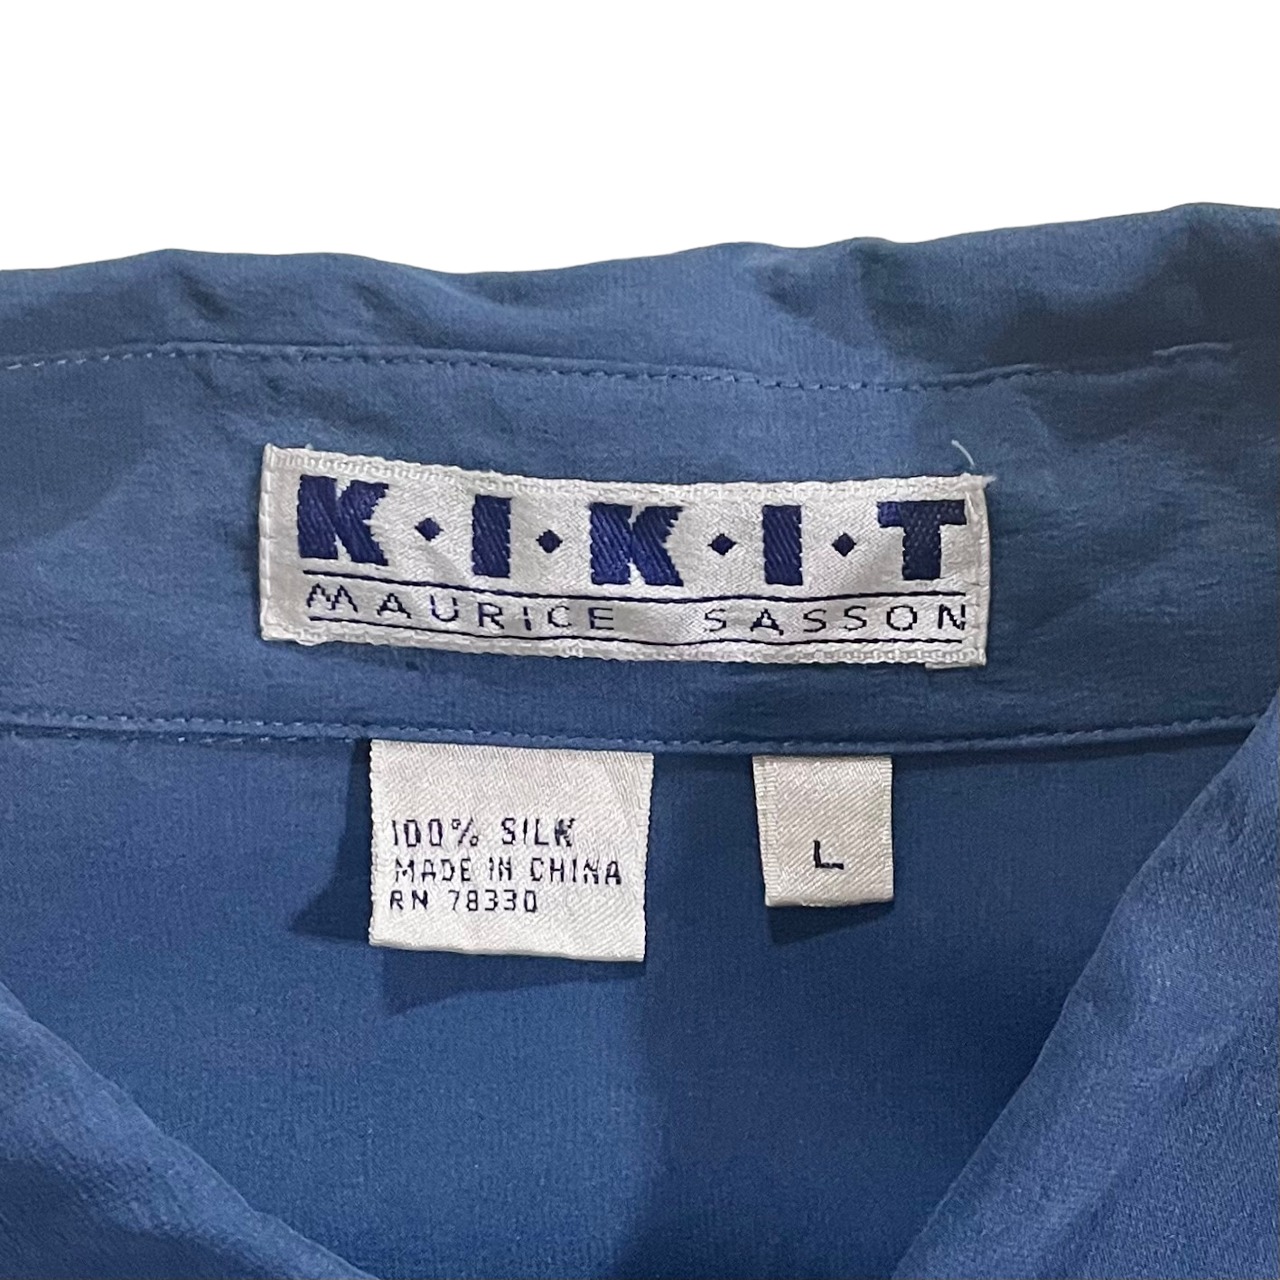 K·I·K·I·T
MAURICE SASSON
100% SILK
MADE IN CHINA
RN 78330
L